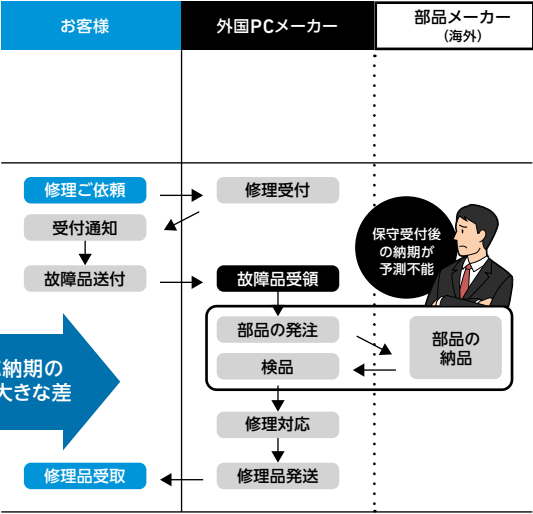 お客様
外国PCメーカー
部品メーカー
(海外)
修理ご依頼
修理受付
受付通知
故障品送付
故障品受領
保守受付後
の納期が
予測不能
部品の発注
部品の
納品
検品
納期の
大きな差
修理対応
修理品受取
修理品発送